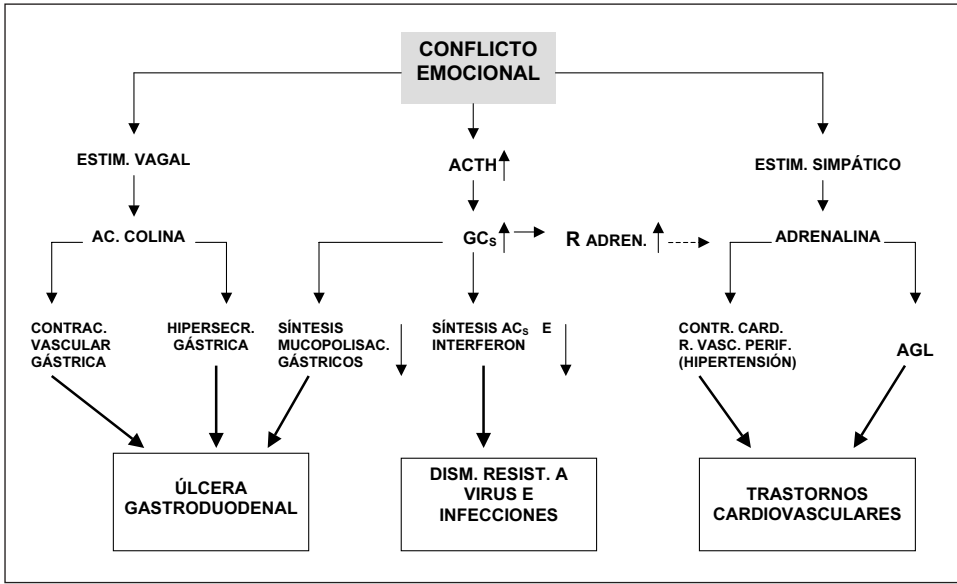 CONFLICTO
EMOCIONAL
ESTIM. VAGAL
ACTH
ESTIM. SIMPÁTICO
AC. COLINA
GCS
R ADREN.
ADRENALINA
CONTRAC.
VASCULAR
GÁSTRICA
HIPERSECR.
GÁSTRICA
SÍNTESIS
MUCOPOLISAC.
GÁSTRICOS
SÍNTESIS ACS E
INTERFERON
CONTR. CARD.
R. VASC. PERIF.
(HIPERTENSIÓN)
AGL
ÚLCERA
GASTRODUODENAL
DISM. RESIST. A
VIRUS E
INFECCIONES
TRASTORNOS
CARDIOVASCULARES